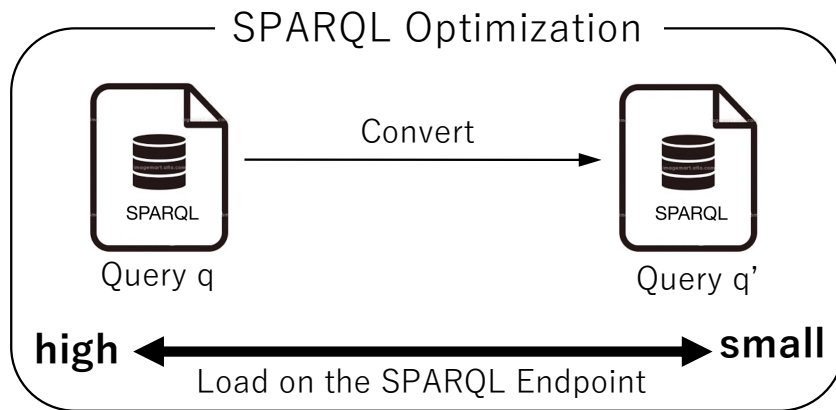 SPARQL Optimization
Convert
SPARQL
SPARQL
Query q
Query q’
high
small
Load on the SPARQL Endpoint